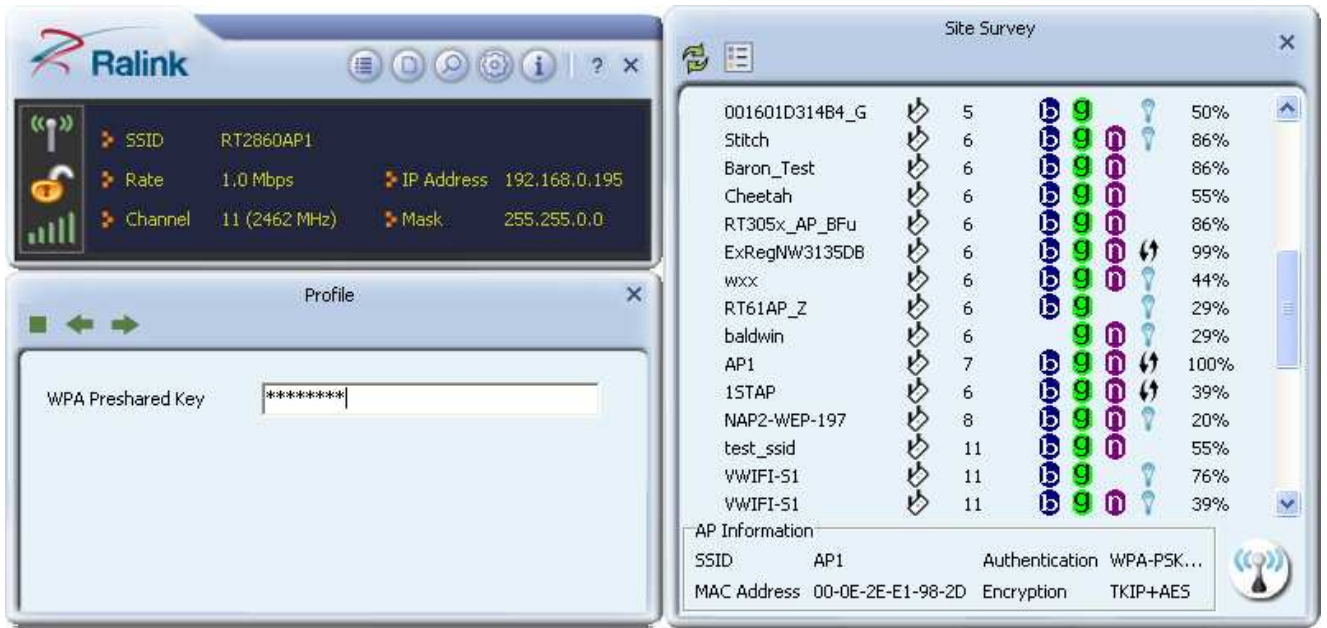 Ralink
i ? ×
SSID RT2860AP1
Rate 1.0 Mbps IP Address 192.168.0.195
Channel 11 (2462 MHz) Mask 255.255.0.0
Profile ×
WPA Preshared Key ********
Site Survey ×
001601D314B4_G 5 b g 50%
Stitch 6 b g n 86%
Baron_Test 6 b g n 86%
Cheetah 6 b g n 55%
RT305x_AP_BFu 6 b g n 86%
ExRegNW3135DB 6 b g n 99%
wxx 6 b g n 44%
RT61AP_Z 6 b g 29%
baldwin 6 g n 29%
AP1 7 b g n 100%
1STAP 6 b g n 39%
NAP2-WEP-197 8 b g n 20%
test_ssid 11 b g n 55%
VWIFI-S1 11 b g 76%
VWIFI-S1 11 b g n 39%
AP Information
SSID AP1 Authentication WPA-PSK...
MAC Address 00-0E-2E-E1-98-2D Encryption TKIP+AES